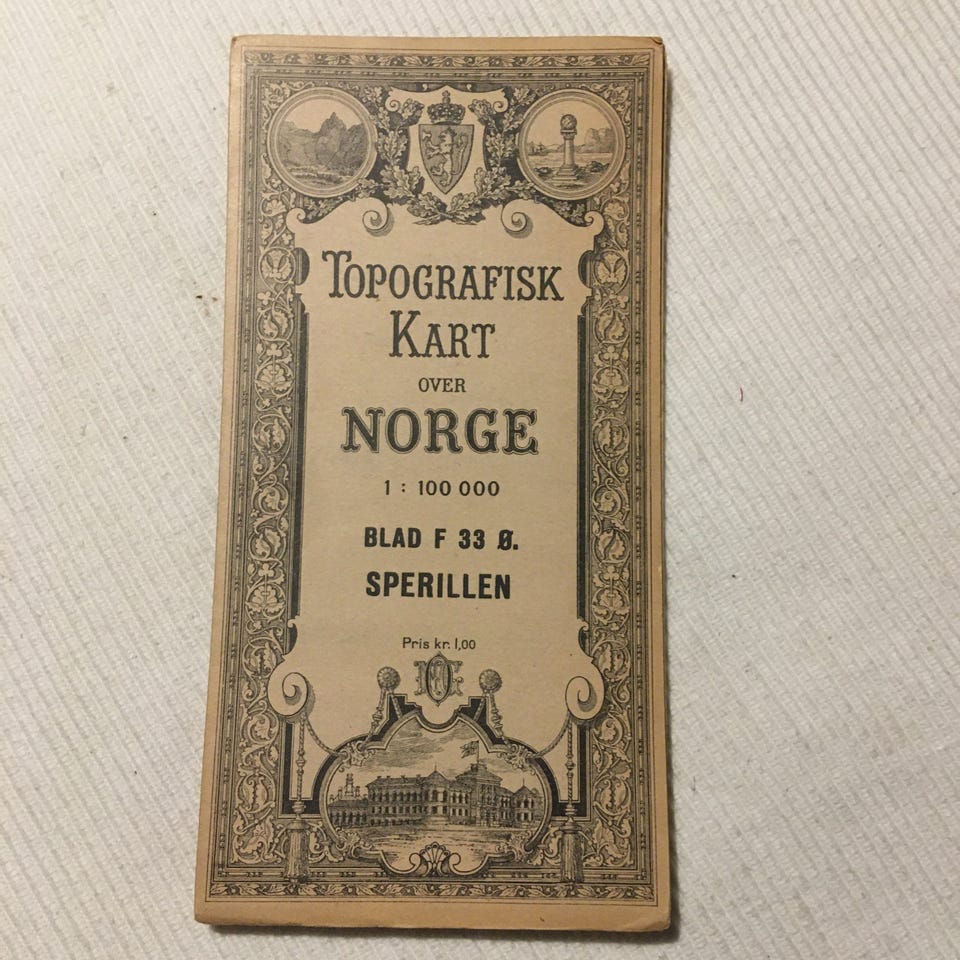 TOPOGRAFISK
KART
OVER
NORGE
1 : 100 000
BLAD F 33 Ø.
SPERILLEN
Pris kr. 1,00